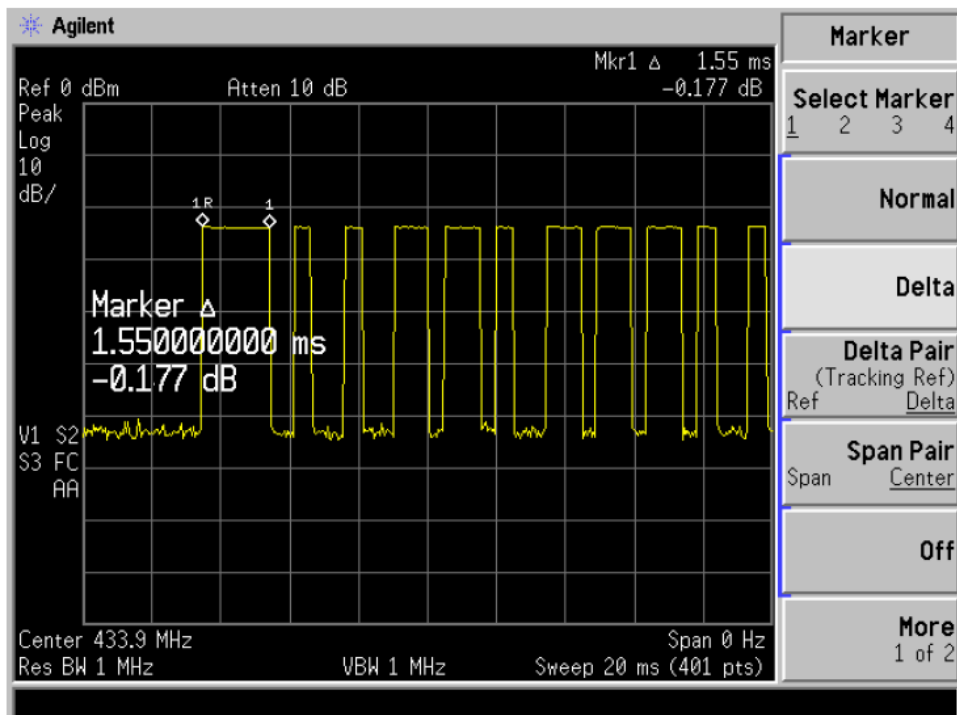 Agilent
Mkr1 Δ 1.55 ms
Ref 0 dBm Atten 10 dB -0.177 dB
Peak
Log
10
dB/
1R 1
Marker Δ
1.550000000 ms
-0.177 dB
V1 S2
S3 FC
AA
Center 433.9 MHz Span 0 Hz
Res BW 1 MHz VBW 1 MHz Sweep 20 ms (401 pts)
Marker
Select Marker
1 2 3 4
Normal
Delta
Delta Pair
(Tracking Ref)
Ref Delta
Span Pair
Span Center
Off
More
1 of 2